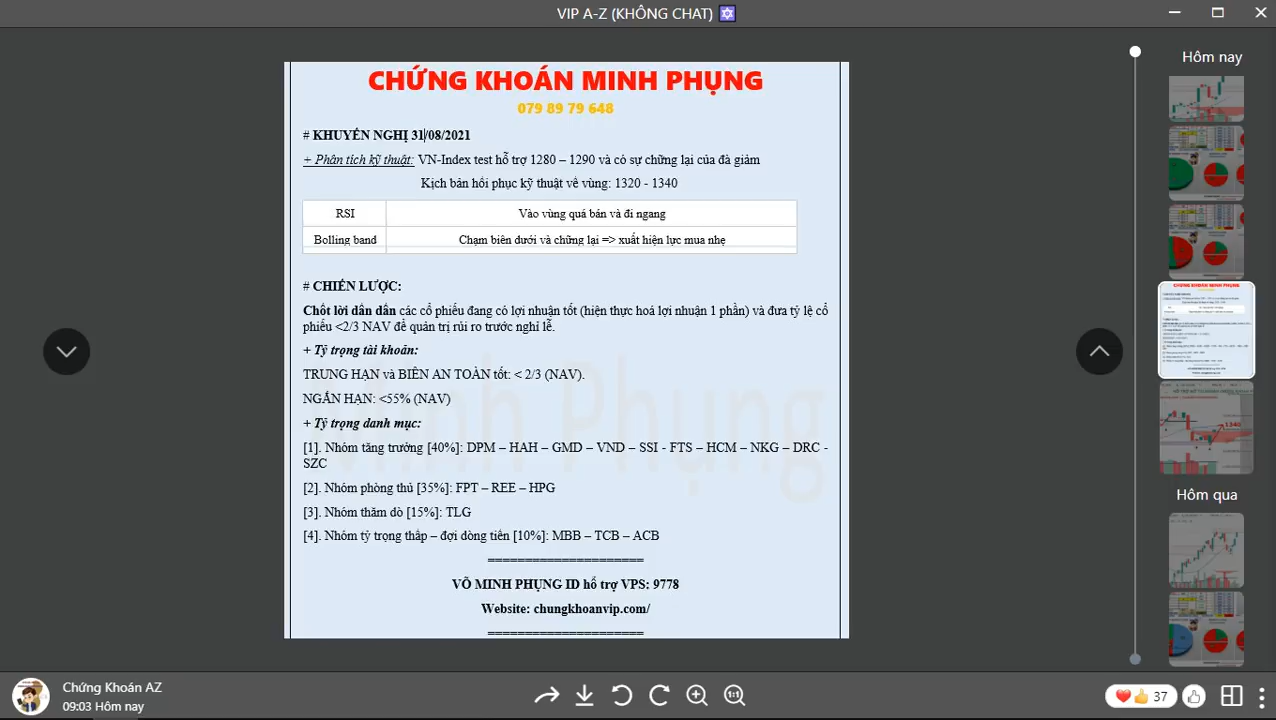 VIP A-Z (KHÔNG CHAT)
CHỨNG KHOÁN MINH PHỤNG
079 89 79 648
# KHUYẾN NGHỊ 31/08/2021
+ Phân tích kỹ thuật: VN-Index test hỗ trợ 1280 – 1290 và có sự chững lại của đà giảm
Kịch bản hồi phục kỹ thuật về vùng: 1320 - 1340
RSI Vào vùng quá bán và đi ngang
Bolling band Chạm biên dưới và chững lại => xuất hiện lực mua nhẹ
# CHIẾN LƯỢC:
Chốt lời dần dần các cổ phiếu đang có lợi nhuận tốt (hiện thực hoá lợi nhuận 1 phần) và đưa tỷ lệ cổ
phiếu <2/3 NAV để quản trị rủi ro trước nghỉ lễ.
+ Tỷ trọng tài khoản:
TRUNG HẠN và BIÊN AN TOÀN tốt: < 2/3 (NAV).
NGẮN HẠN: <55% (NAV)
+ Tỷ trọng danh mục:
[1]. Nhóm tăng trưởng [40%]: DPM – HAH – GMD – VND – SSI - FTS – HCM – NKG – DRC -
SZC
[2]. Nhóm phòng thủ [35%]: FPT – REE – HPG
[3]. Nhóm thăm dò [15%]: TLG
[4]. Nhóm tỷ trọng thấp – đợi dòng tiền [10%]: MBB – TCB – ACB
=====================
VÕ MINH PHỤNG ID hỗ trợ VPS: 9778
Website: chungkhoanvip.com/
=====================
Hôm nay
1340
Hôm qua
Chứng Khoán AZ
09:03 Hôm nay
1:1
37